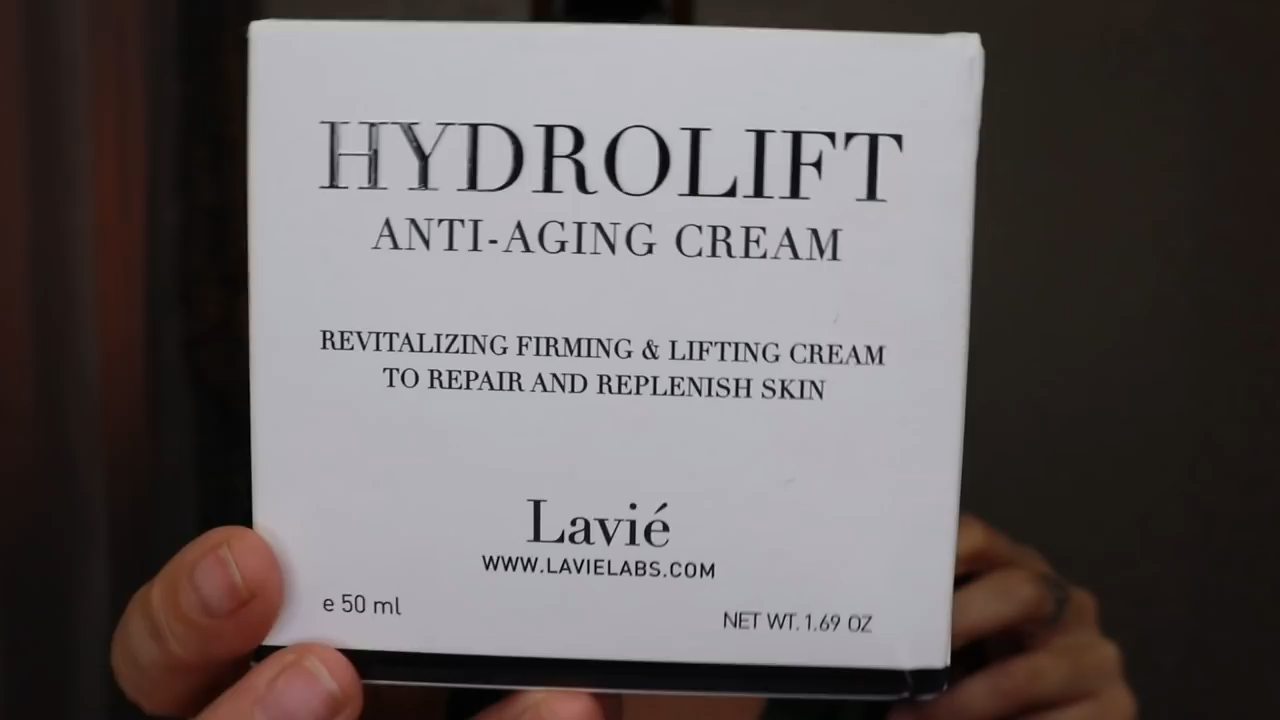 HYDROLIFT
ANTI-AGING CREAM
REVITALIZING FIRMING & LIFTING CREAM
TO REPAIR AND REPLENISH SKIN
Lavié
WWW.LAVIELABS.COM
e 50 ml
NET WT. 1.69 OZ